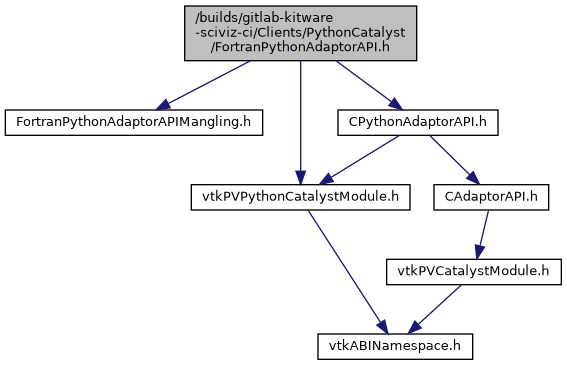 /builds/gitlab-kitware
-sciviz-ci/Clients/PythonCatalyst
/FortranPythonAdaptorAPI.h
FortranPythonAdaptorAPIMangling.h
CPythonAdaptorAPI.h
vtkPVPythonCatalystModule.h
CAdaptorAPI.h
vtkPVCatalystModule.h
vtkABINamespace.h